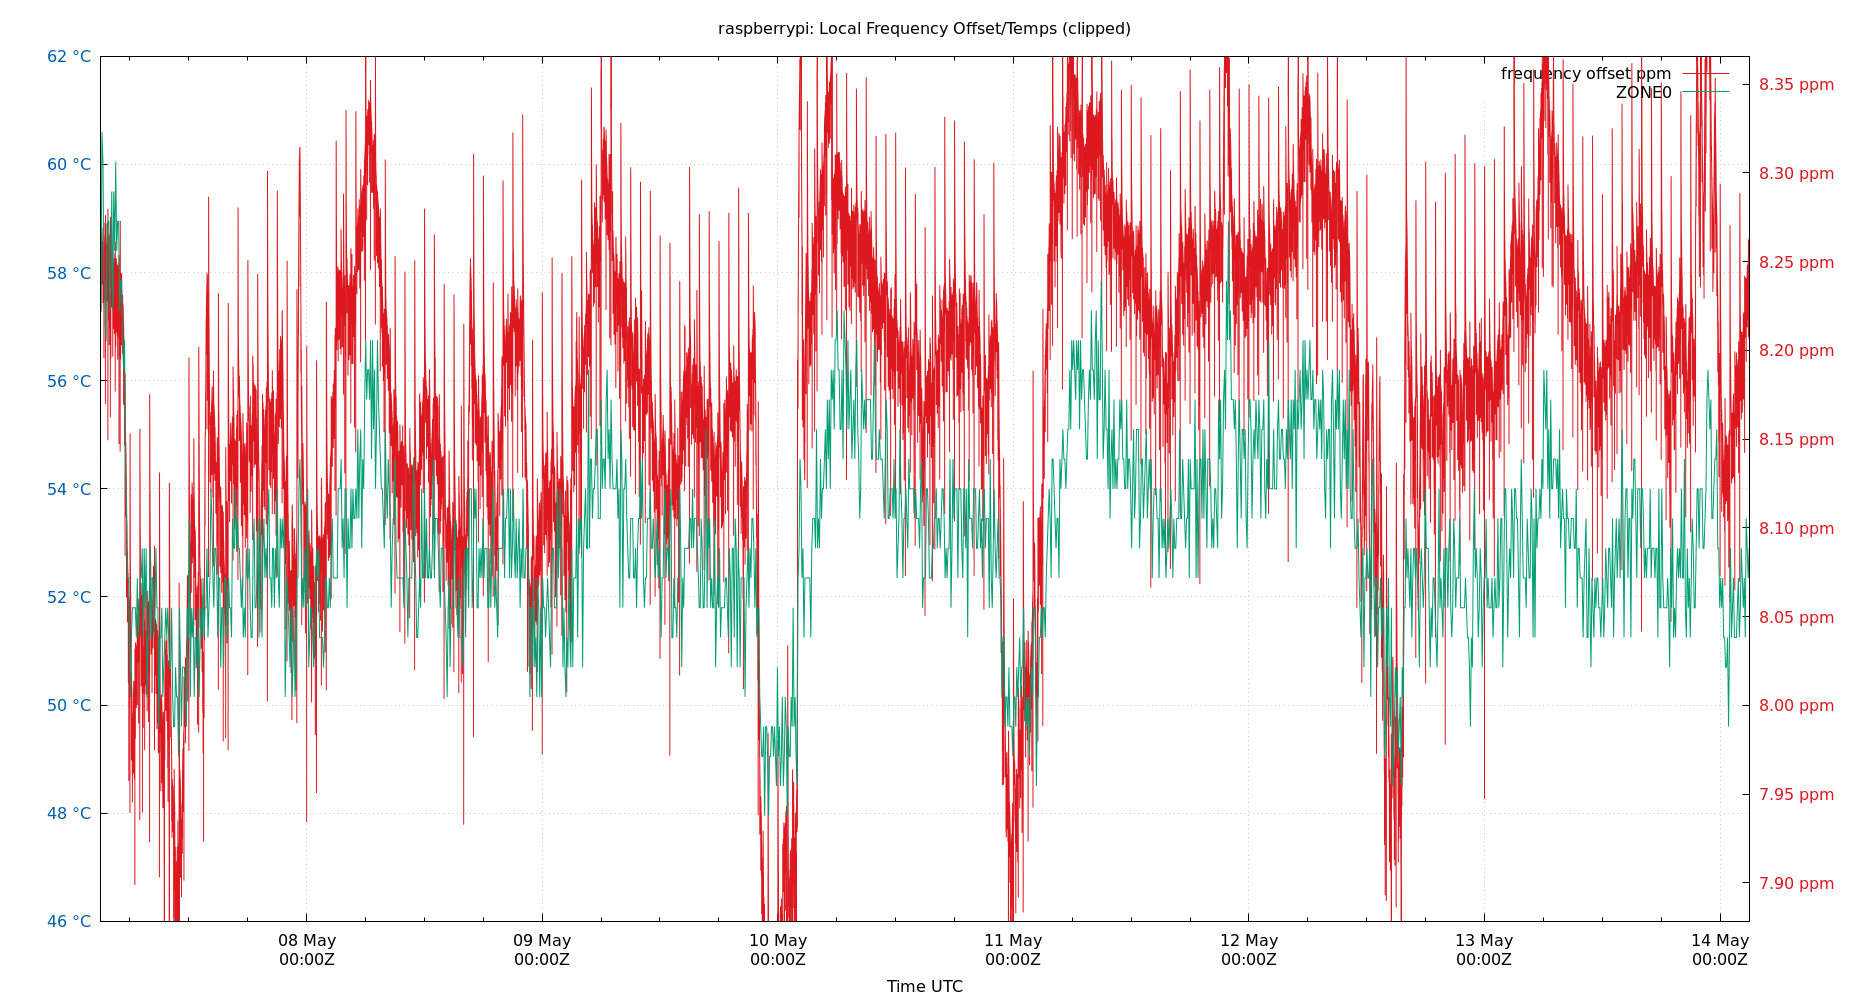 raspberrypi: Local Frequency Offset/Temps (clipped)
62 °C
60 °C
58 °C
56 °C
54 °C
52 °C
50 °C
48 °C
46 °C
frequency offset ppm
ZONE0
8.35 ppm
8.30 ppm
8.25 ppm
8.20 ppm
8.15 ppm
8.10 ppm
8.05 ppm
8.00 ppm
7.95 ppm
7.90 ppm
08 May 09 May 10 May 11 May 12 May 13 May 14 May
00:00Z 00:00Z 00:00Z 00:00Z 00:00Z 00:00Z 00:00Z
Time UTC